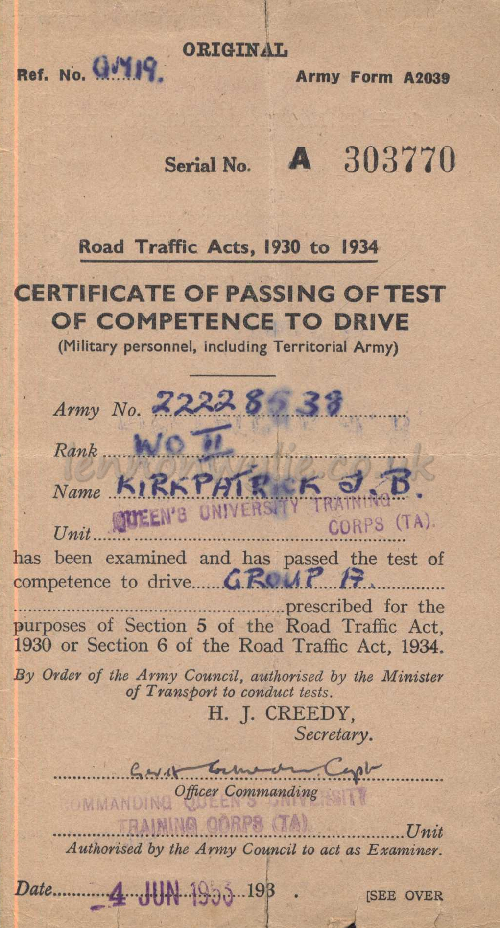 ORIGINAL
Ref. No. QM19. Army Form A2039
Serial No. A 303770
Road Traffic Acts, 1930 to 1934
CERTIFICATE OF PASSING OF TEST
OF COMPETENCE TO DRIVE
(Military personnel, including Territorial Army)
Army No. 22228538
Rank WO II
lennonwylie.co.uk
Name KIRKPATRICK J. B.
QUEEN'S UNIVERSITY TRAINING
Unit CORPS (TA).
has been examined and has passed the test of
competence to drive GROUP 17.
prescribed for the
purposes of Section 5 of the Road Traffic Act,
1930 or Section 6 of the Road Traffic Act, 1934.
By Order of the Army Council, authorised by the Minister
of Transport to conduct tests.
H. J. CREEDY,
Secretary.
Capt
Officer Commanding
COMMANDING QUEEN'S UNIVERSITY
TRAINING CORPS (TA)
Unit
Authorised by the Army Council to act as Examiner.
Date 4 JUN 1953 193 . [SEE OVER